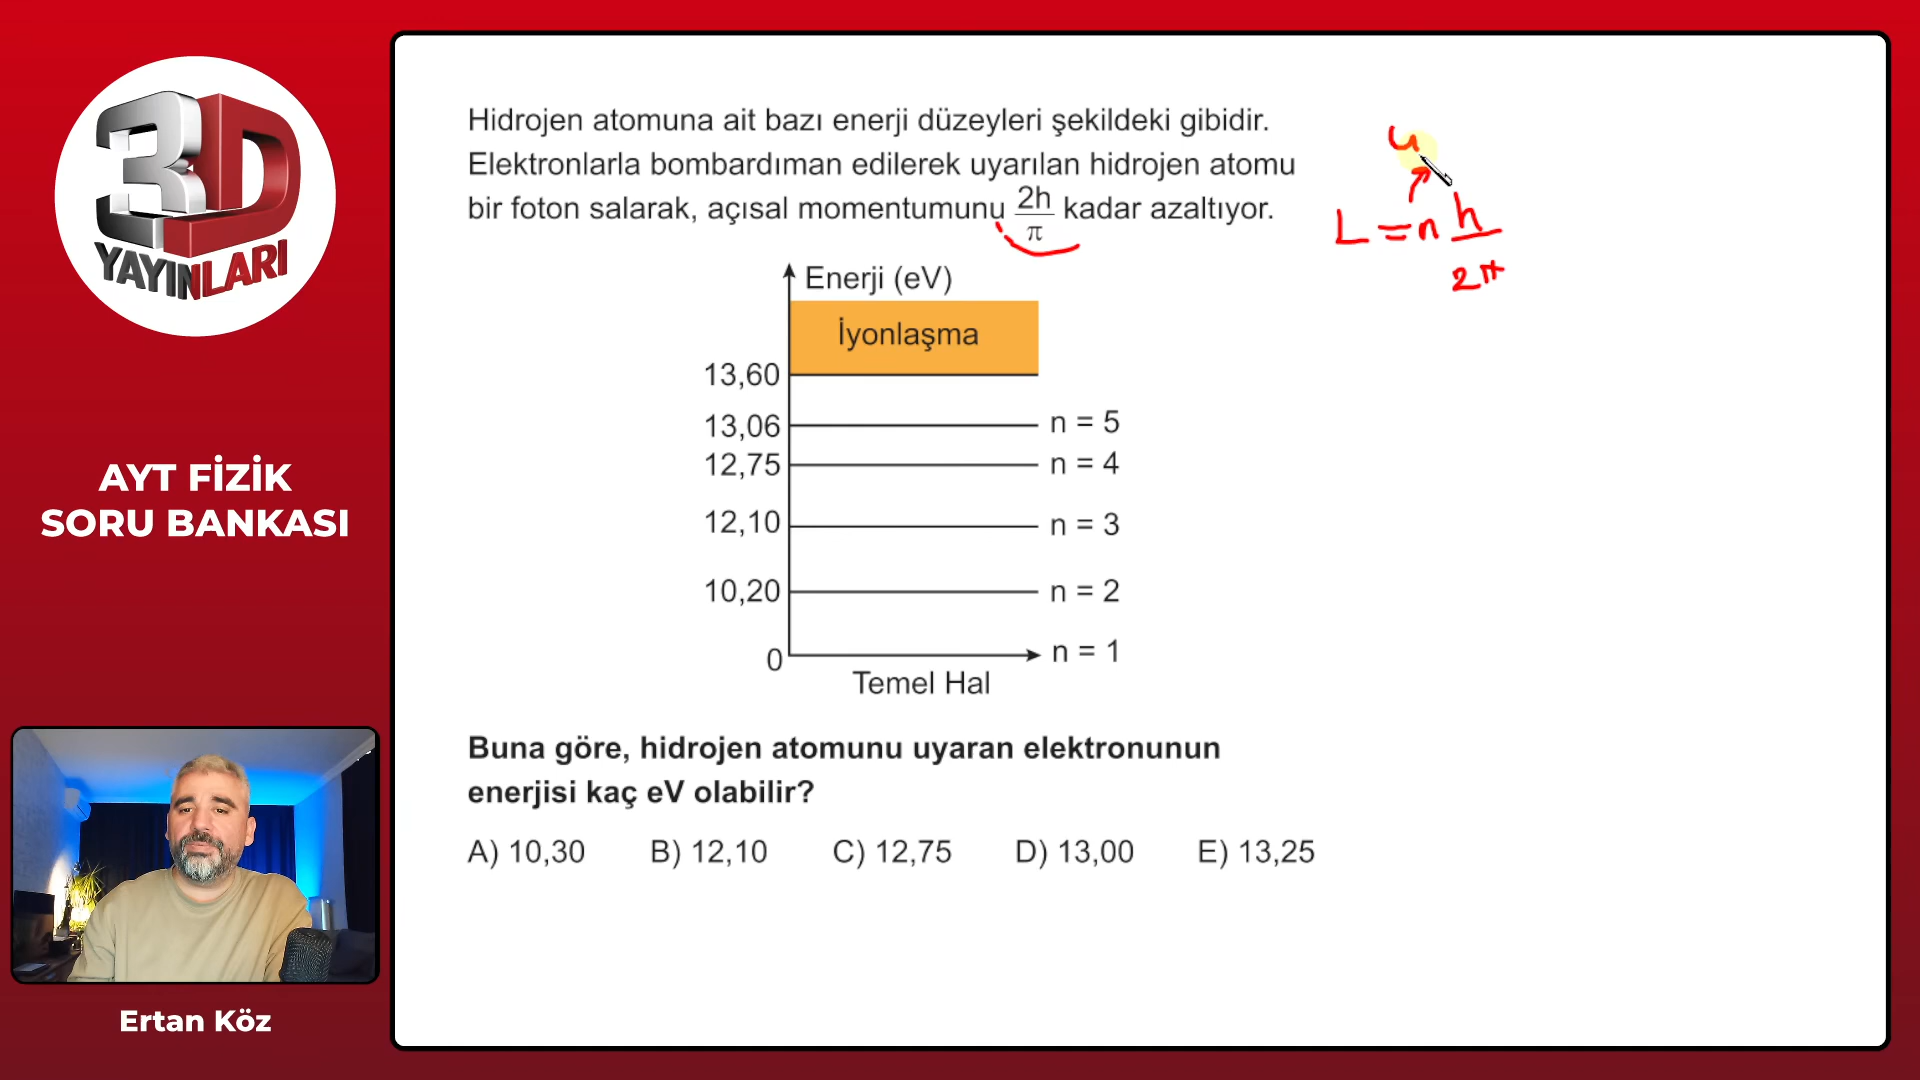 3D
YAYINLARI
AYT FİZİK
SORU BANKASI
Ertan Köz
Hidrojen atomuna ait bazı enerji düzeyleri şekildeki gibidir.
Elektronlarla bombardıman edilerek uyarılan hidrojen atomu
bir foton salarak, açısal momentumunu 2h/π kadar azaltıyor.
4
L = n h/2π
Enerji (eV)
İyonlaşma
13,60
13,06 n = 5
12,75 n = 4
12,10 n = 3
10,20 n = 2
0 n = 1
Temel Hal
Buna göre, hidrojen atomunu uyaran elektronunun
enerjisi kaç eV olabilir?
A) 10,30 B) 12,10 C) 12,75 D) 13,00 E) 13,25